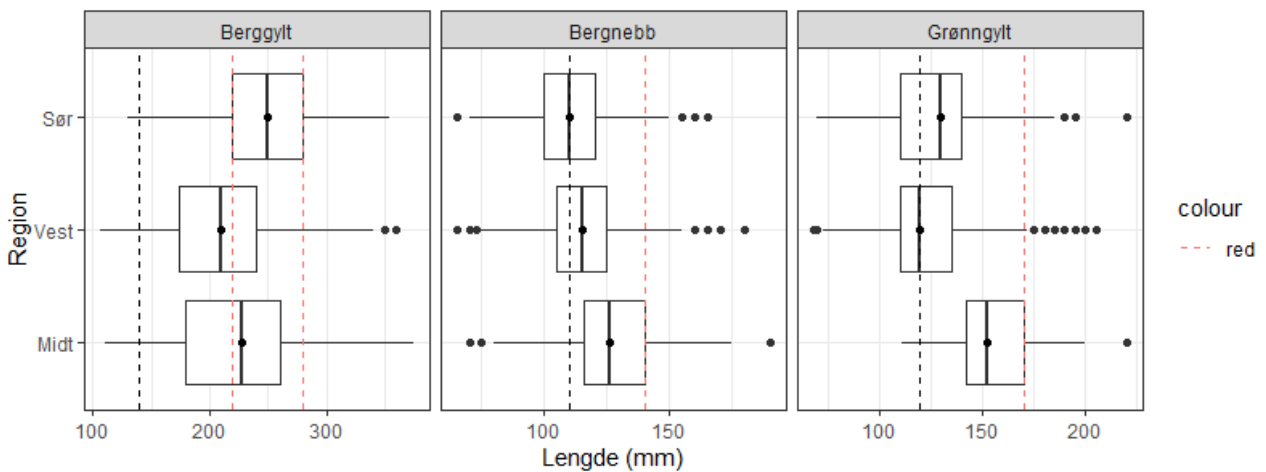 Berggylt Bergnebb Grønngylt
Region
Sør
Vest
Midt
100 200 300 100 150 100 150 200
Lengde (mm)
colour
red